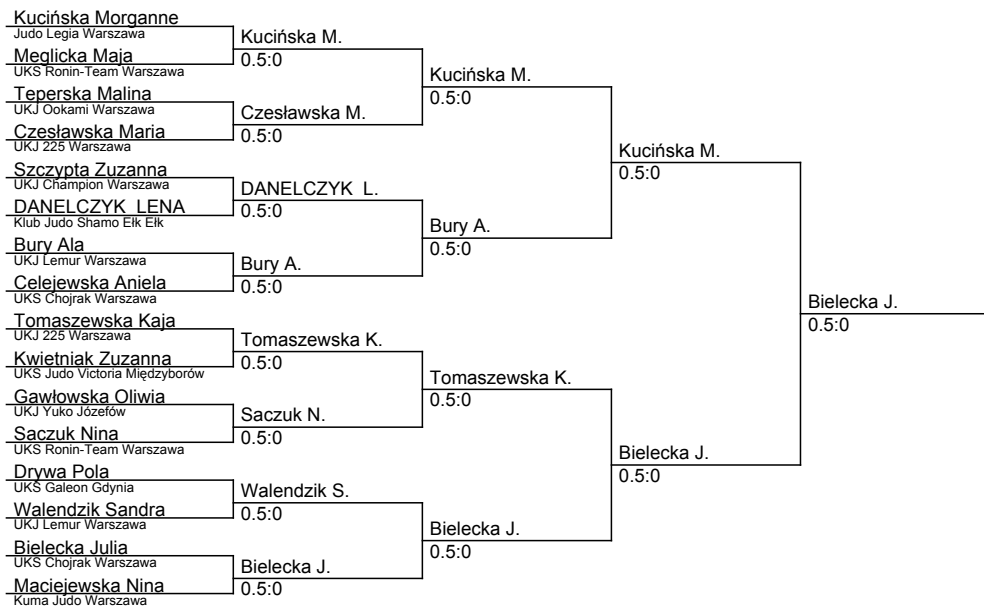 Kucińska Morganne
Judo Legia Warszawa
Meglicka Maja
UKS Ronin-Team Warszawa
Teperska Malina
UKJ Ookami Warszawa
Czesławska Maria
UKJ 225 Warszawa
Szczypta Zuzanna
UKJ Champion Warszawa
DANELCZYK LENA
Klub Judo Shamo Ełk Ełk
Bury Ala
UKJ Lemur Warszawa
Celejewska Aniela
UKS Chojrak Warszawa
Tomaszewska Kaja
UKJ 225 Warszawa
Kwietniak Zuzanna
UKS Judo Victoria Międzyborów
Gawłowska Oliwia
UKJ Yuko Józefów
Saczuk Nina
UKS Ronin-Team Warszawa
Drywa Pola
UKS Galeon Gdynia
Walendzik Sandra
UKJ Lemur Warszawa
Bielecka Julia
UKS Chojrak Warszawa
Maciejewska Nina
Kuma Judo Warszawa
Kucińska M.
0.5:0
Czesławska M.
0.5:0
DANELCZYK L.
0.5:0
Bury A.
0.5:0
Tomaszewska K.
0.5:0
Saczuk N.
0.5:0
Walendzik S.
0.5:0
Bielecka J.
0.5:0
Kucińska M.
0.5:0
Bury A.
0.5:0
Tomaszewska K.
0.5:0
Bielecka J.
0.5:0
Kucińska M.
0.5:0
Bielecka J.
0.5:0
Bielecka J.
0.5:0